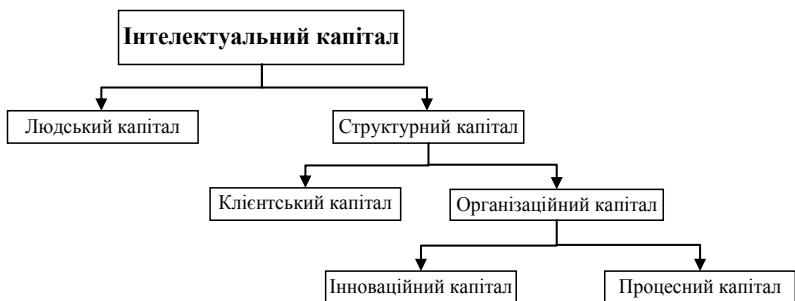 Інтелектуальний капітал
Людський капітал
Структурний капітал
Клієнтський капітал
Організаційний капітал
Інноваційний капітал
Процесний капітал